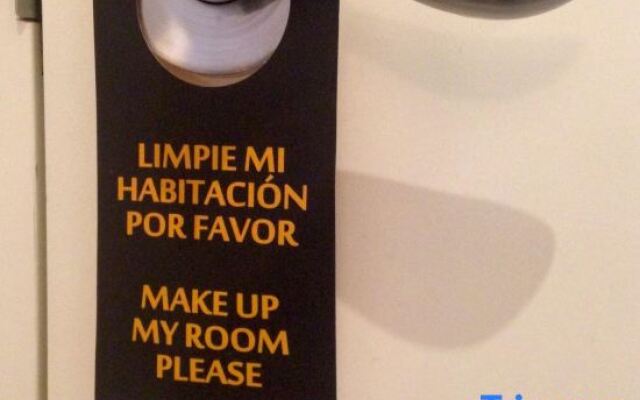 LIMPIE MI
HABITACIÓN
POR FAVOR
MAKE UP
MY ROOM
PLEASE